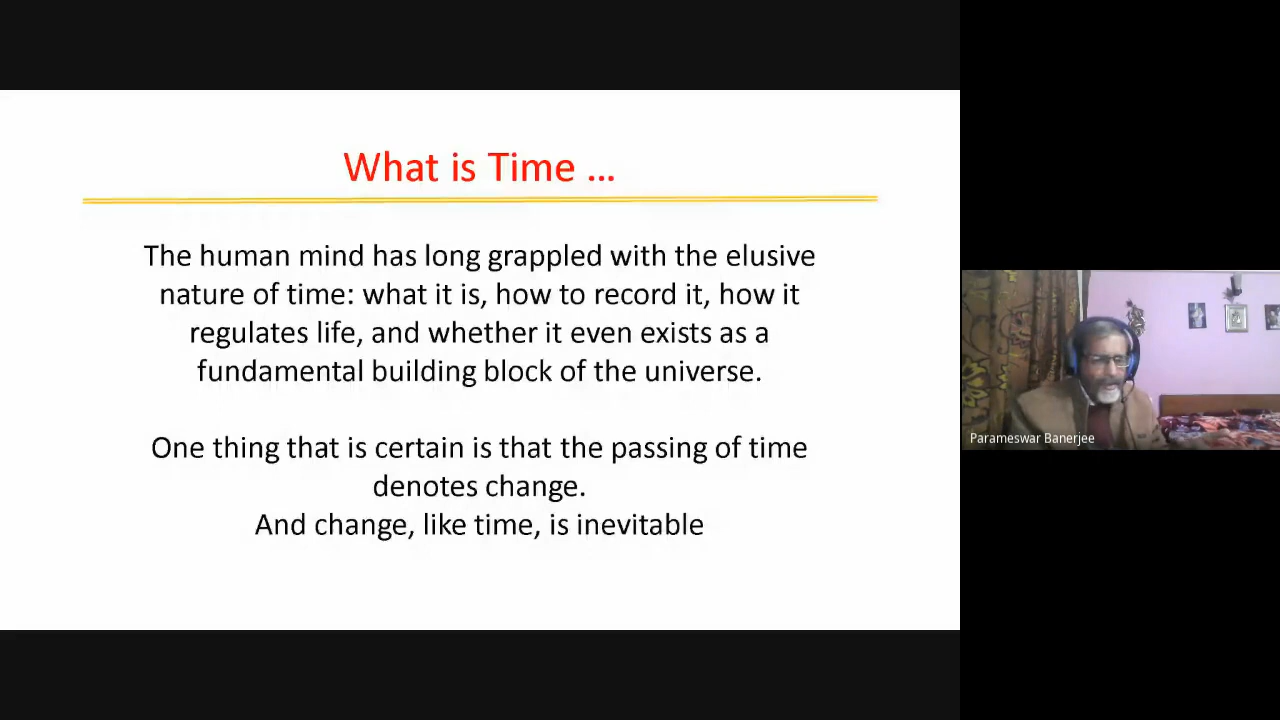 What is Time ...
The human mind has long grappled with the elusive
nature of time: what it is, how to record it, how it
regulates life, and whether it even exists as a
fundamental building block of the universe.
One thing that is certain is that the passing of time
denotes change.
And change, like time, is inevitable
Parameswar Banerjee